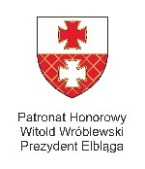 Patronat Honorowy
Witold Wróblewski
Prezydent Elbląga